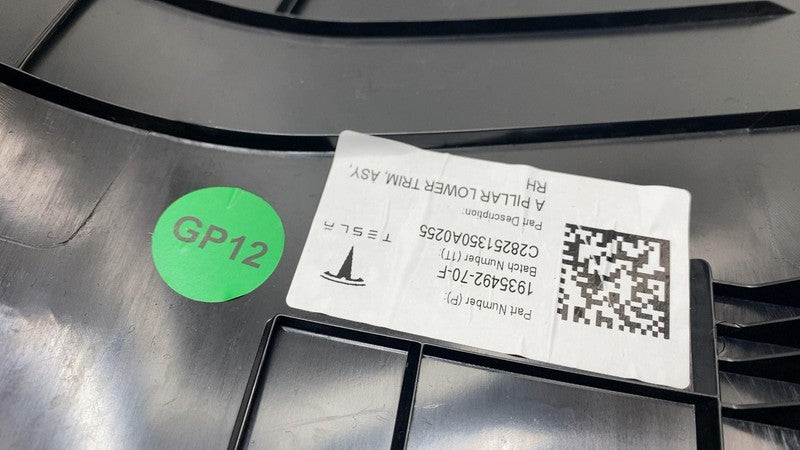 GP12
Part Number (P):
1935492-70-F
Batch Number (1T):
C28251350A0255
Part Description:
A PILLAR LOWER TRIM, ASY,
RH
TESLA